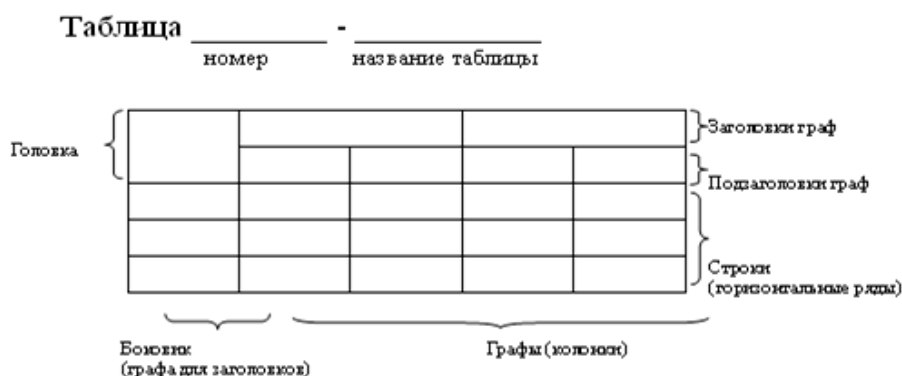 Таблица ________ - ___________
номер название таблицы
Заголовки граф
Головка
Подзаголовки граф
Строки
(горизонтальные ряды)
Боковик
(графа для заголовков)
Графы (колонки)